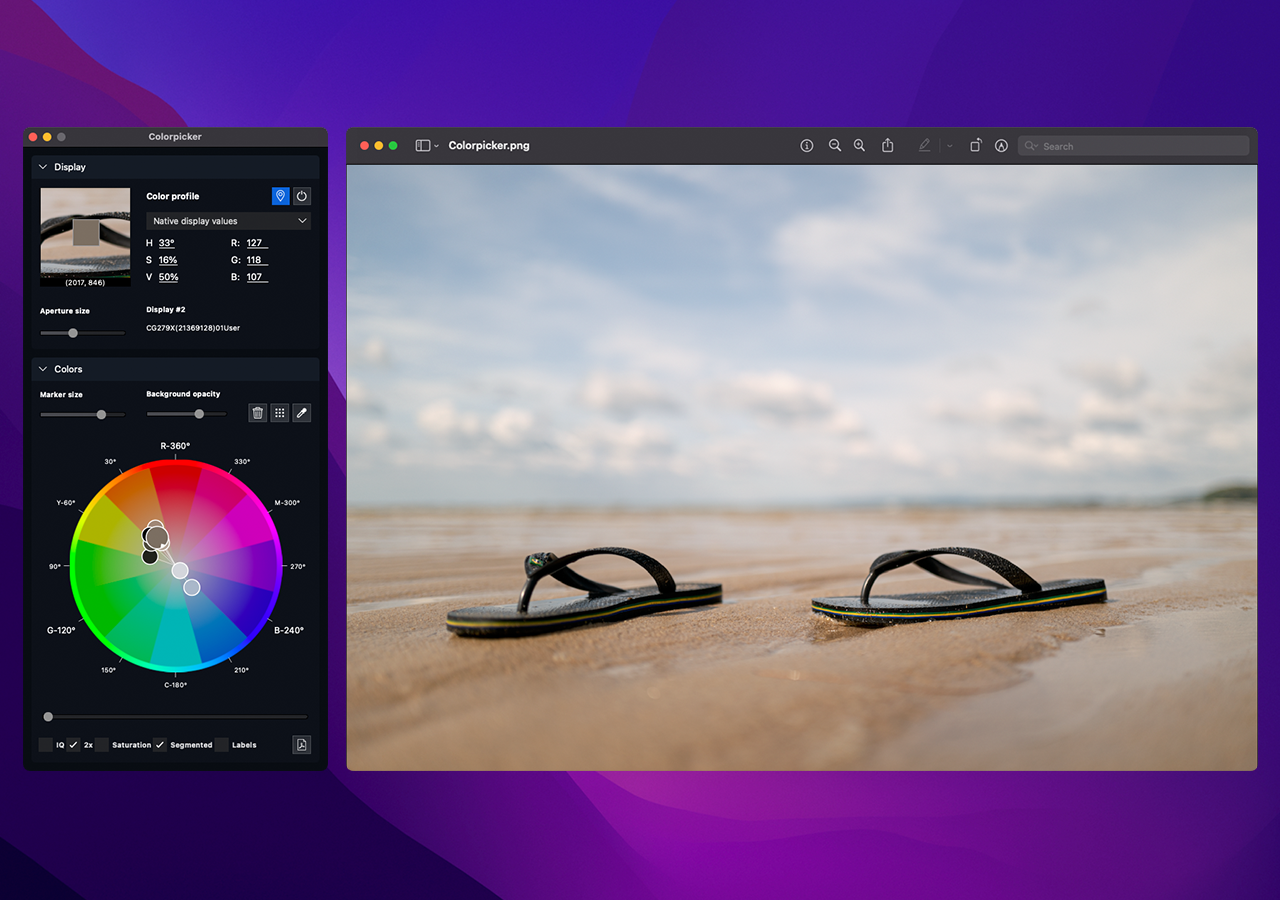 Colorpicker
Display
Color profile
Native display values
H 33° R: 127
S 16% G: 118
V 50% B: 107
(2017, 846)
Aperture size
Display #2
CG279X(21369128)01User
Colors
Marker size
Background opacity
R-360°
30° 330°
Y-60° M-300°
90° 270°
G-120° B-240°
150° 210°
C-180°
IQ 2x Saturation Segmented Labels
Colorpicker.png
Search